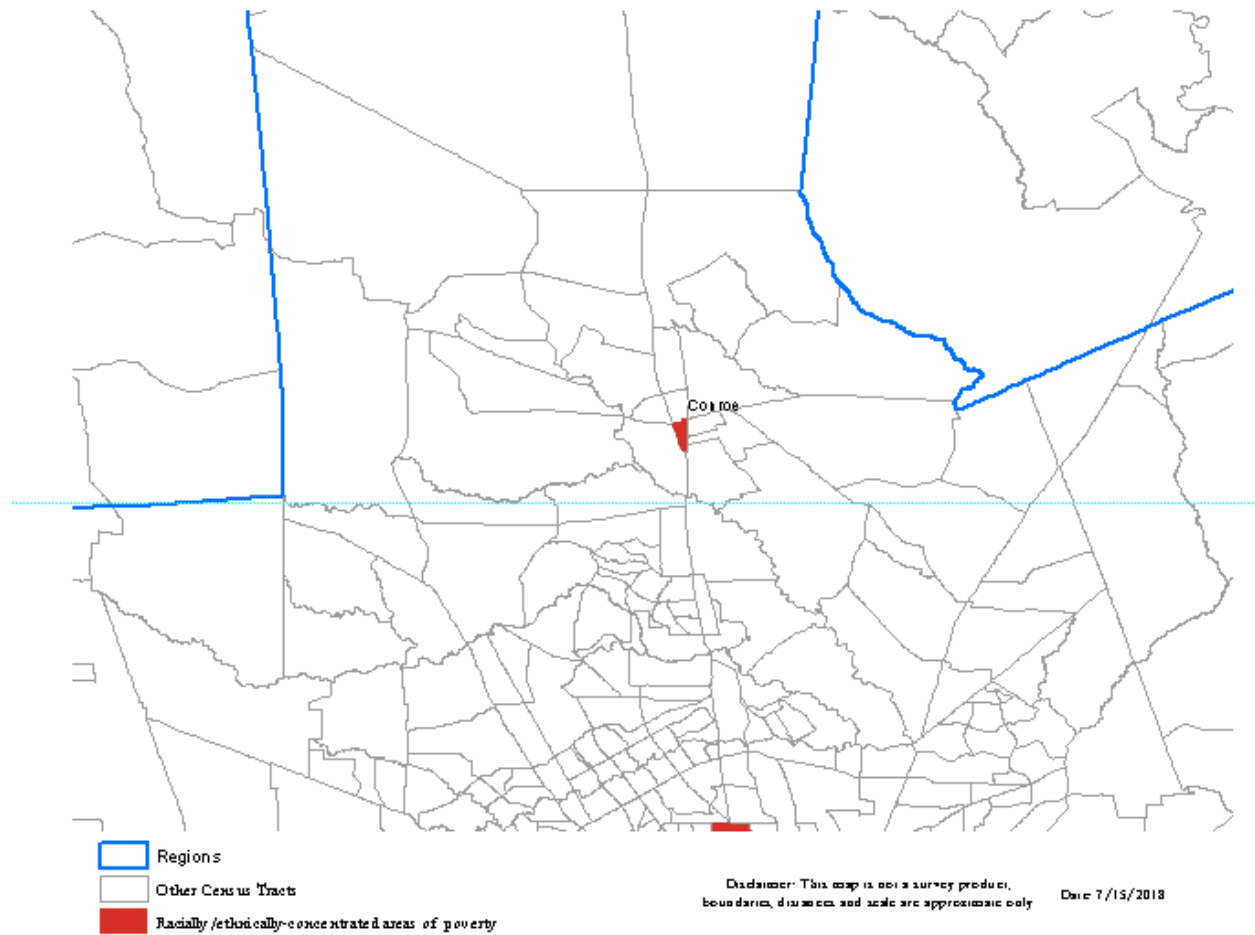 Conroe
Regions
Other Census Tracts
Racially/ethnically-concentrated areas of poverty
Disclaimer: This map is not a survey product,
boundaries, distances and scale are approximate only
Date 7/15/2018